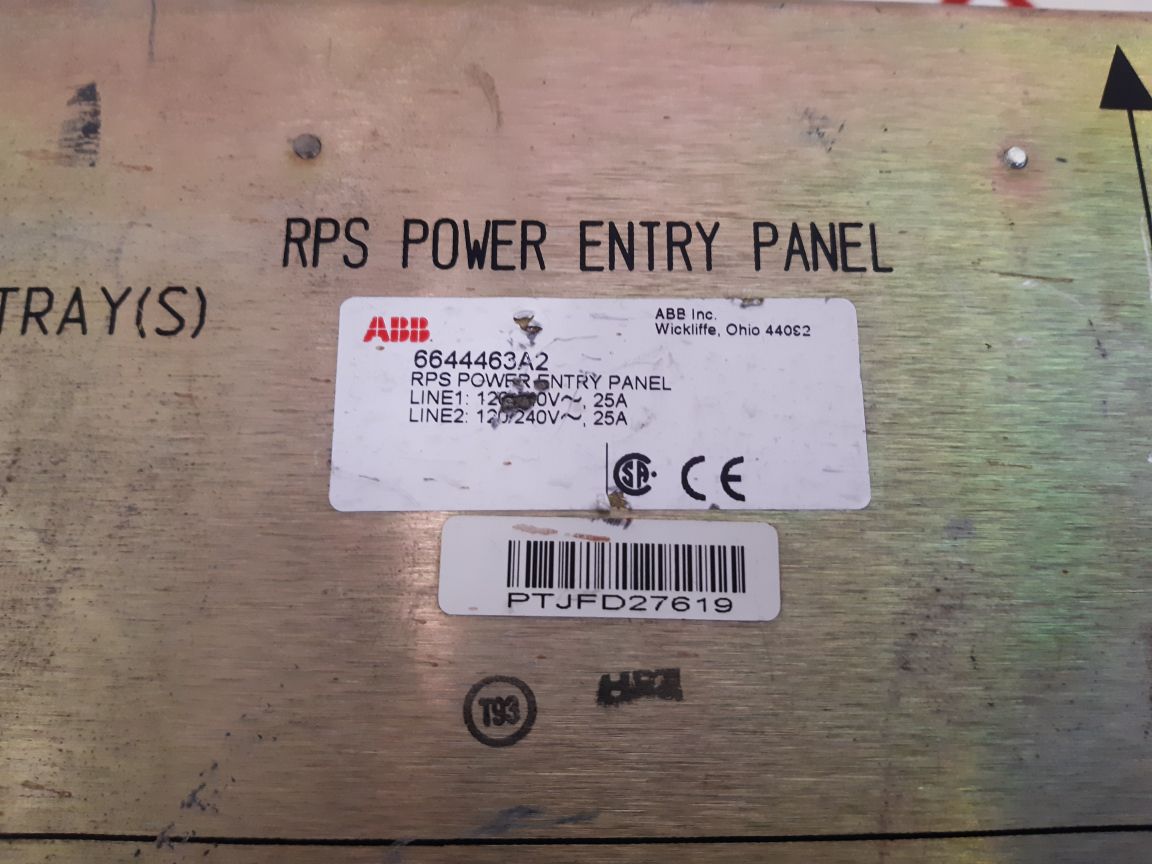 RPS POWER ENTRY PANEL
TRAY(S)
ABB
ABB Inc.
Wickliffe, Ohio 44092
6644463A2
RPS POWER ENTRY PANEL
LINE1: 25A
LINE2: 120/240V~, 25A
CSA
CE
PTJFD27619
T93